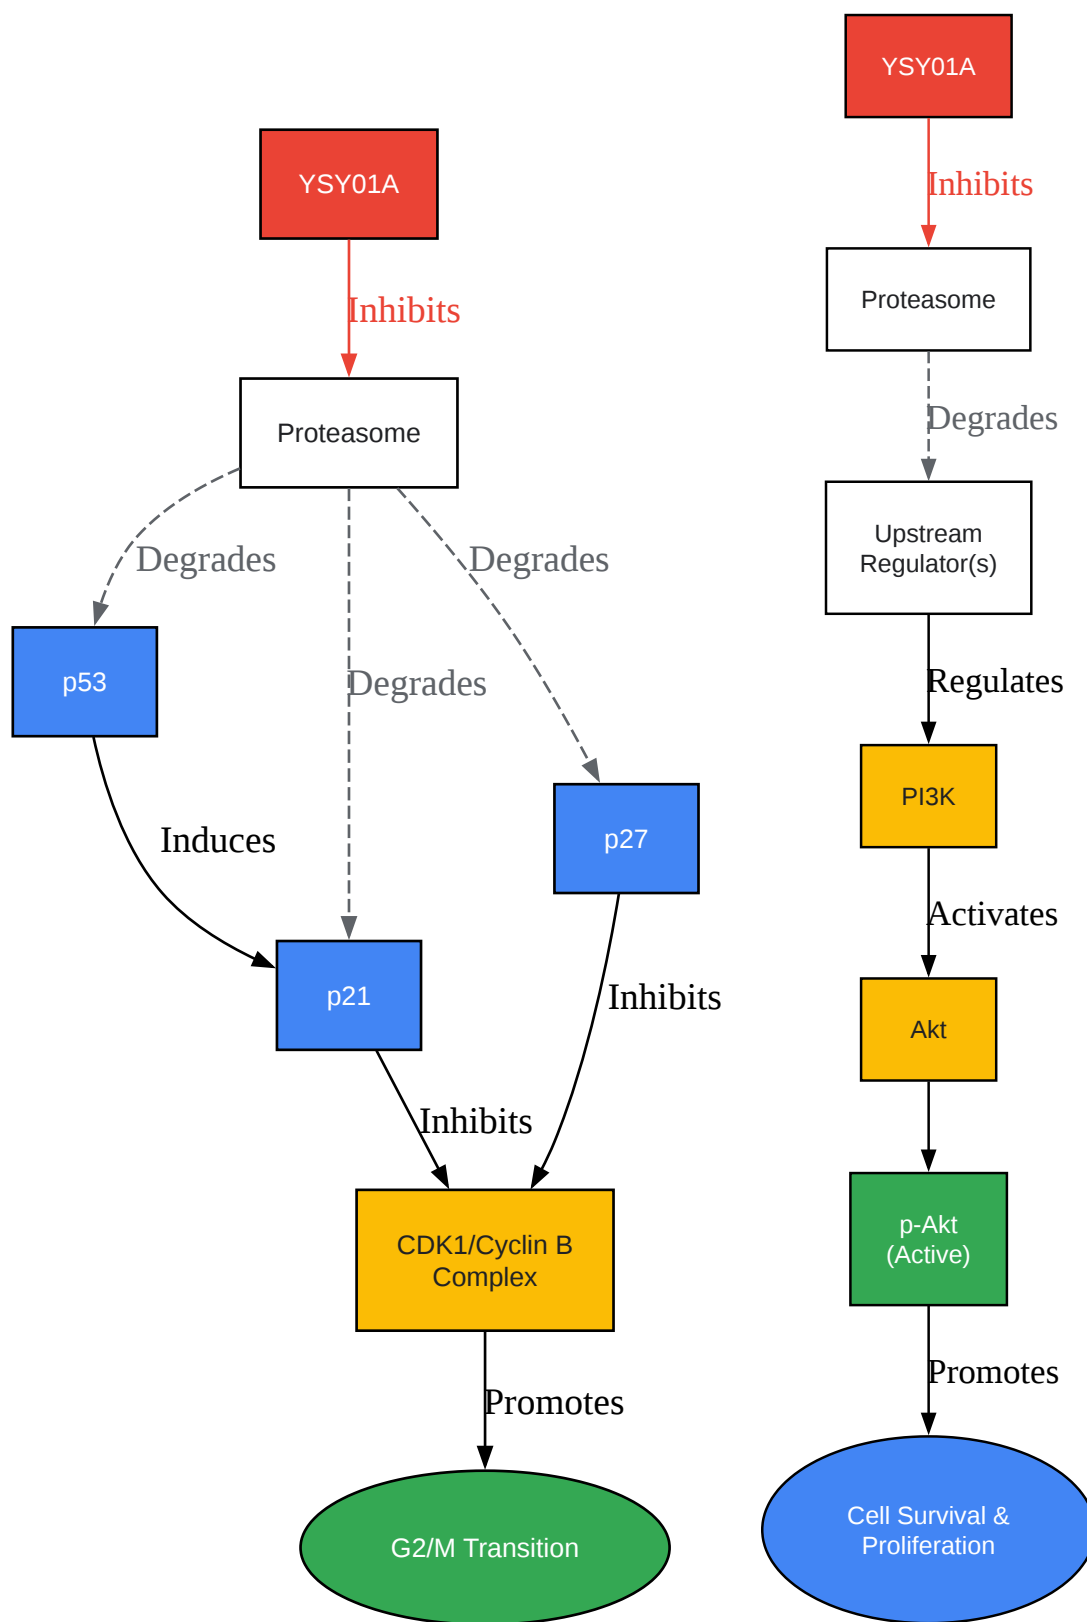 YSY01A
Inhibits
Proteasome
Degrades
Degrades
Degrades
p53
Induces
p27
p21
Inhibits
Inhibits
CDK1/Cyclin B
Complex
Promotes
G2/M Transition
YSY01A
Inhibits
Proteasome
Degrades
Upstream
Regulator(s)
Regulates
PI3K
Activates
Akt
p-Akt
(Active)
Promotes
Cell Survival &
Proliferation